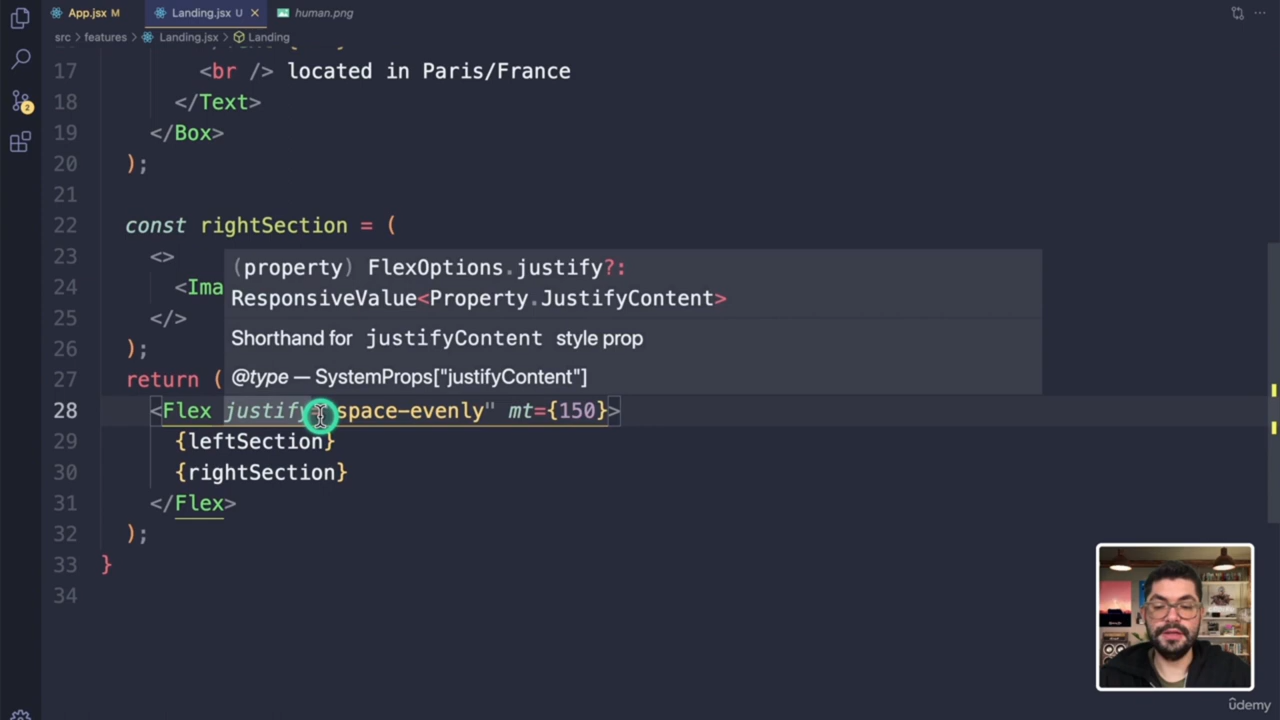 App.jsx M
Landing.jsx U
human.png
src > features > Landing.jsx > Landing
17 <br /> located in Paris/France
18 </Text>
19 </Box>
20 );
21
22 const rightSection = (
23 <>
(property) FlexOptions.justify?:
24 <Ima
ResponsiveValue<Property.JustifyContent>
25 </>
Shorthand for justifyContent style prop
26 );
27 return (
@type — SystemProps["justifyContent"]
28 <Flex justify space-evenly" mt={150}>
29 {leftSection}
30 {rightSection}
31 </Flex>
32 );
33 }
34
2
udemy